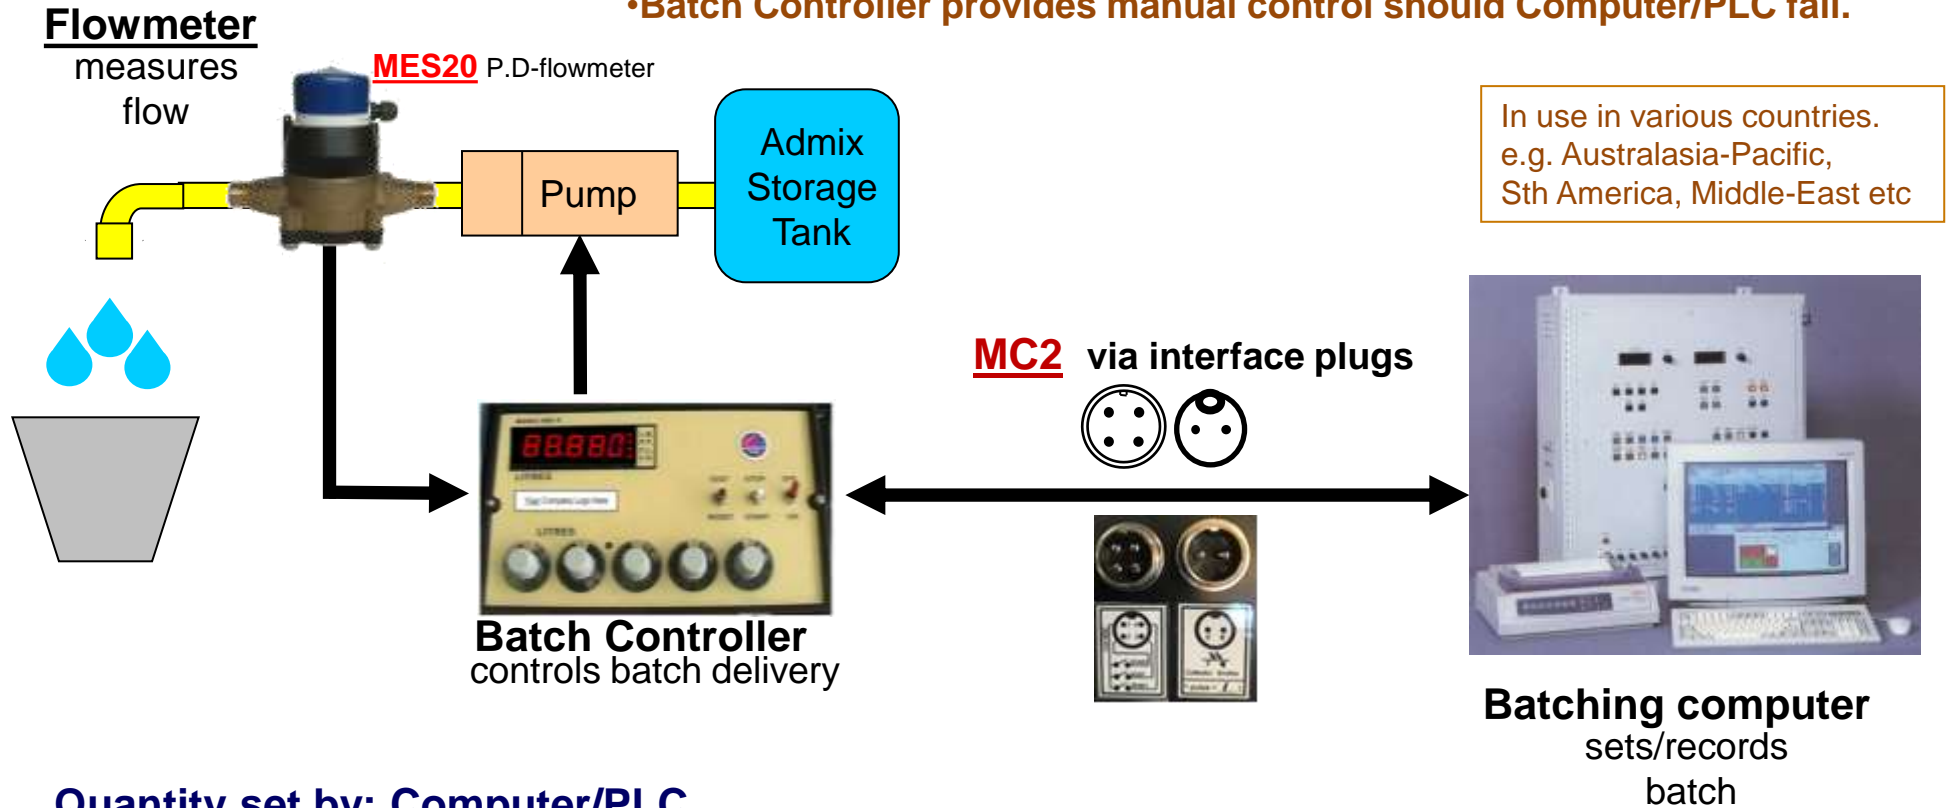 •Batch Controller provides manual control should Computer/PLC fail.
Flowmeter
measures
flow
MES20 P.D-flowmeter
In use in various countries.
e.g. Australasia-Pacific,
Sth America, Middle-East etc
Admix
Storage
Tank
Pump
MC2 via interface plugs
LITRES
LITRES
Batch Controller
controls batch delivery
Batching computer
sets/records
batch
Quantity set by: Computer/PLC